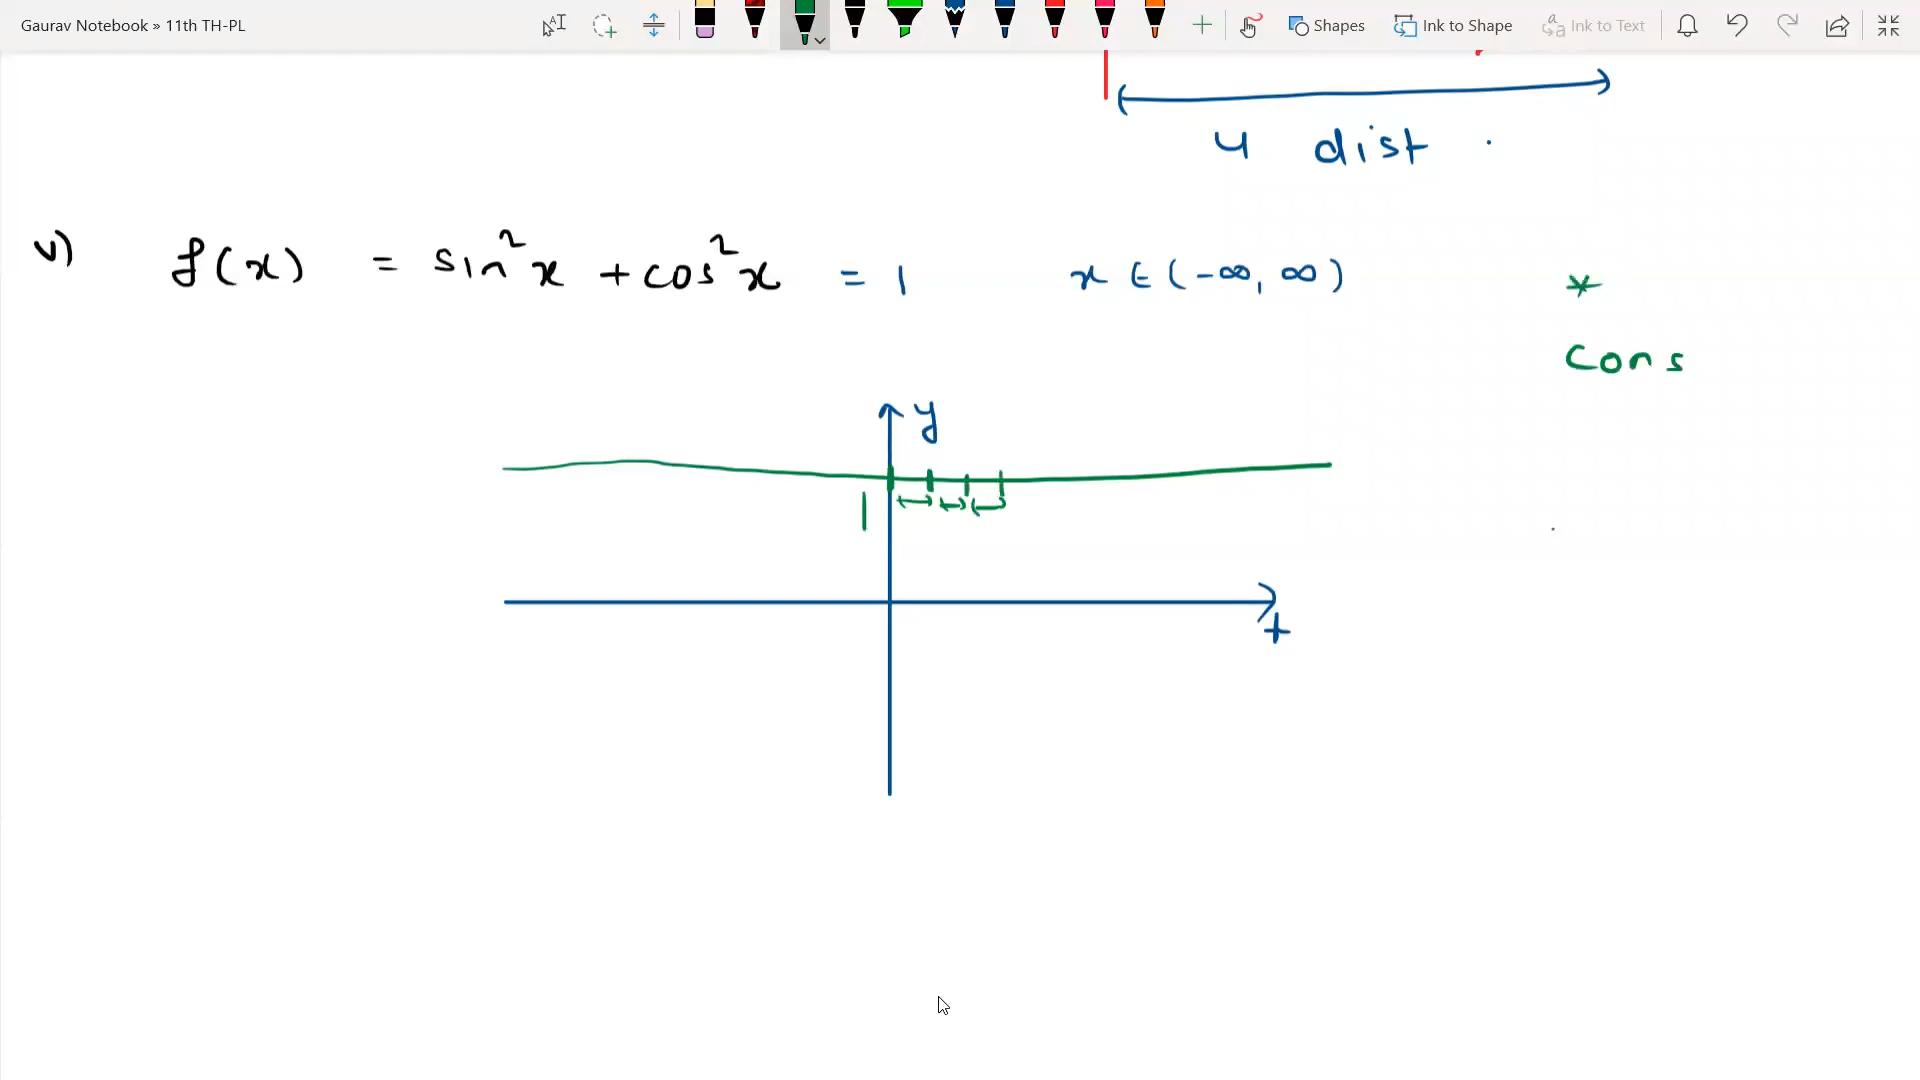 Gaurav Notebook » 11th TH-PL
Shapes
Ink to Shape
Ink to Text
4 dist .
v) f(x) = sin²x + cos²x = 1 x ∈ (-∞, ∞) *
cons
y
1
x